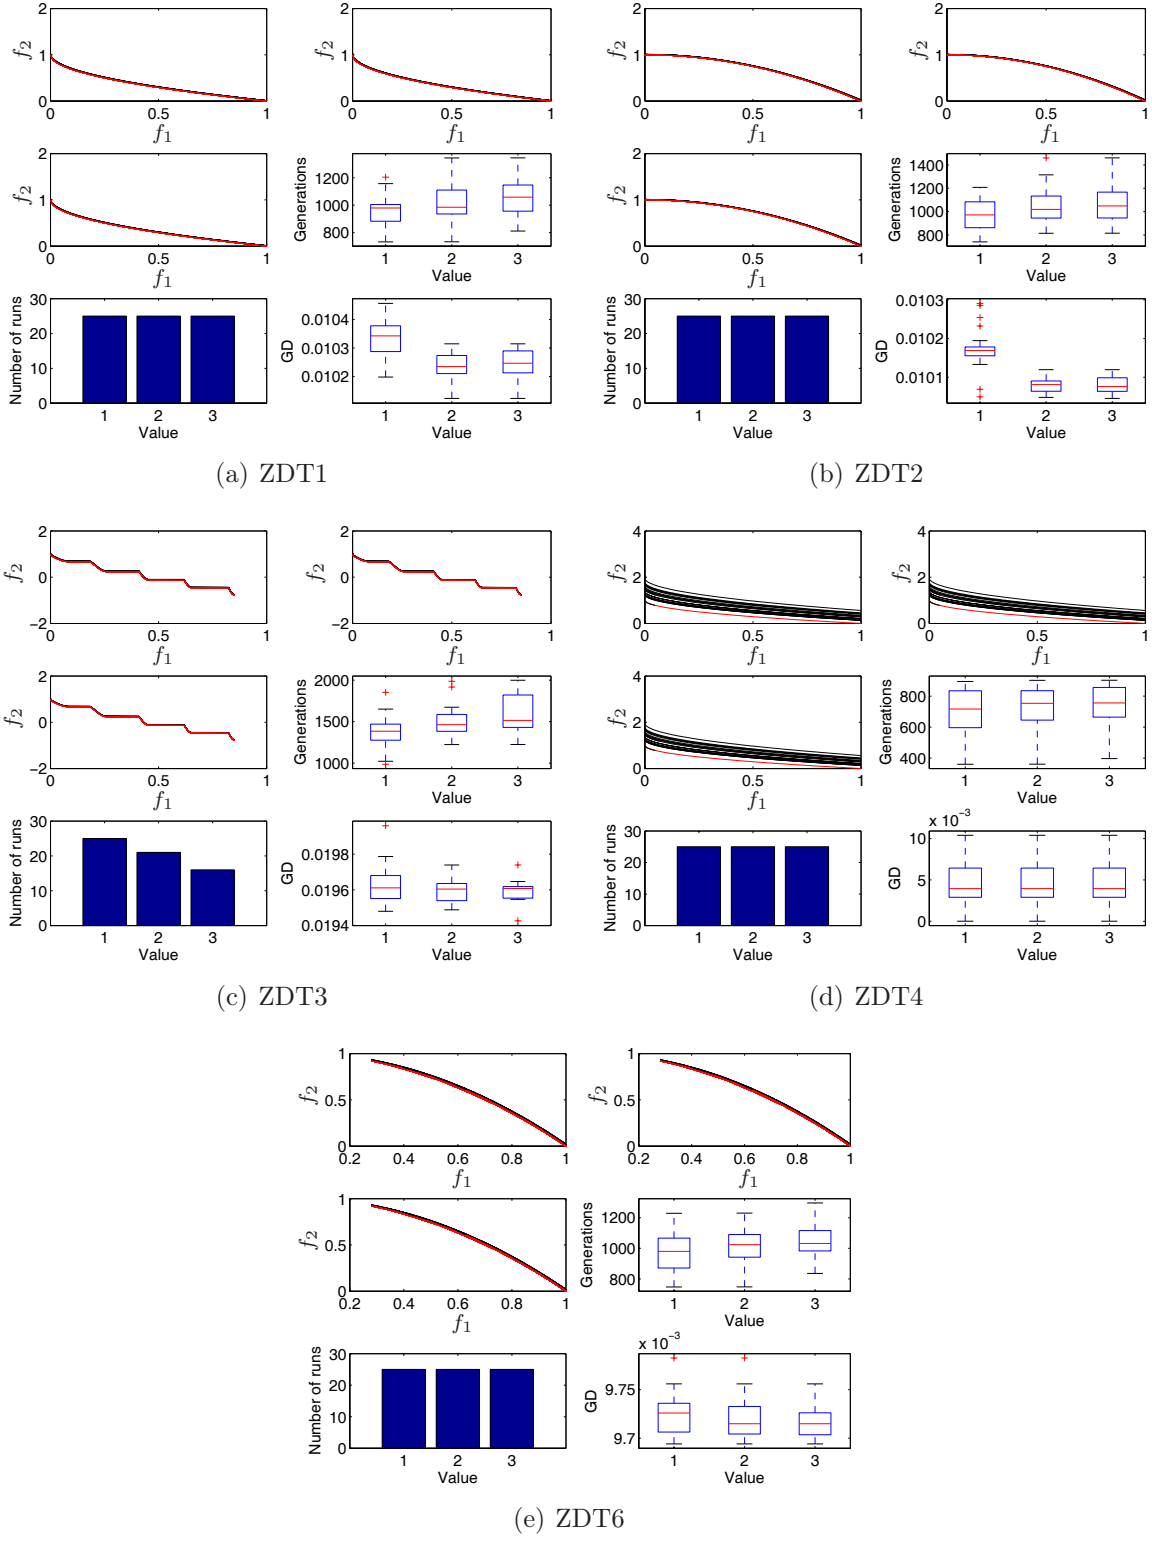 2
1
0
f2
0 0.5 1
f1
2
1
0
f2
0 0.5 1
f1
2
1
0
f2
0 0.5 1
f1
1200
1000
800
Generations
1 2 3
Value
30
20
10
0
Number of runs
1 2 3
Value
0.0104
0.0103
0.0102
GD
1 2 3
Value
(a) ZDT1
2
1
0
f2
0 0.5 1
f1
2
1
0
f2
0 0.5 1
f1
2
1
0
f2
0 0.5 1
f1
1400
1200
1000
800
Generations
1 2 3
Value
30
20
10
0
Number of runs
1 2 3
Value
0.0103
0.0102
0.0101
GD
1 2 3
Value
(b) ZDT2
2
0
−2
f2
0 0.5 1
f1
2
0
−2
f2
0 0.5 1
f1
2
0
−2
f2
0 0.5 1
f1
2000
1500
1000
Generations
1 2 3
Value
30
20
10
0
Number of runs
1 2 3
Value
0.0198
0.0196
0.0194
GD
1 2 3
Value
(c) ZDT3
4
2
0
f2
0 0.5 1
f1
4
2
0
f2
0 0.5 1
f1
4
2
0
f2
0 0.5 1
f1
800
600
400
Generations
1 2 3
Value
30
20
10
0
Number of runs
1 2 3
Value
x 10−3
10
5
0
GD
1 2 3
Value
(d) ZDT4
1
0.5
0
f2
0.2 0.4 0.6 0.8 1
f1
1
0.5
0
f2
0.2 0.4 0.6 0.8 1
f1
1
0.5
0
f2
0.2 0.4 0.6 0.8 1
f1
1200
1000
800
Generations
1 2 3
Value
30
20
10
0
Number of runs
1 2 3
Value
x 10−3
9.75
9.7
GD
1 2 3
Value
(e) ZDT6